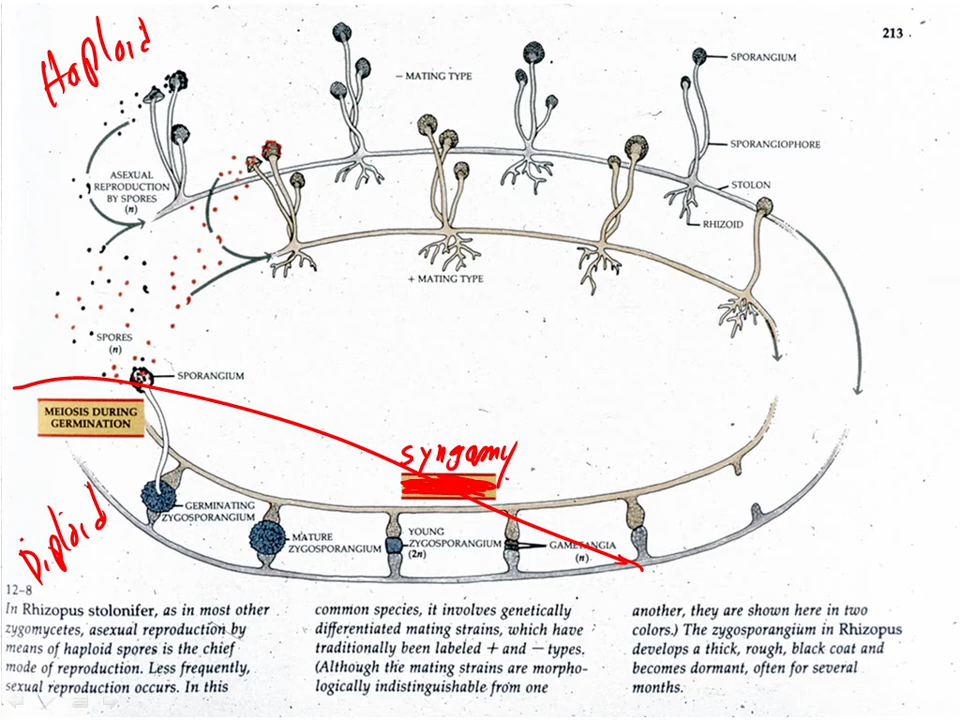 Haploid
213
SPORANGIUM
– MATING TYPE
SPORANGIOPHORE
ASEXUAL
REPRODUCTION
BY SPORES
(n)
STOLON
RHIZOID
+ MATING TYPE
SPORES
(n)
SPORANGIUM
MEIOSIS DURING
GERMINATION
syngamy
Diploid
GERMINATING
ZYGOSPORANGIUM
MATURE
ZYGOSPORANGIUM
YOUNG
ZYGOSPORANGIUM
(2n)
GAMETANGIA
(n)
12–8
In Rhizopus stolonifer, as in most other
zygomycetes, asexual reproduction by
means of haploid spores is the chief
mode of reproduction. Less frequently,
sexual reproduction occurs. In this
common species, it involves genetically
differentiated mating strains, which have
traditionally been labeled + and – types.
(Although the mating strains are morpho-
logically indistinguishable from one
another, they are shown here in two
colors.) The zygosporangium in Rhizopus
develops a thick, rough, black coat and
becomes dormant, often for several
months.